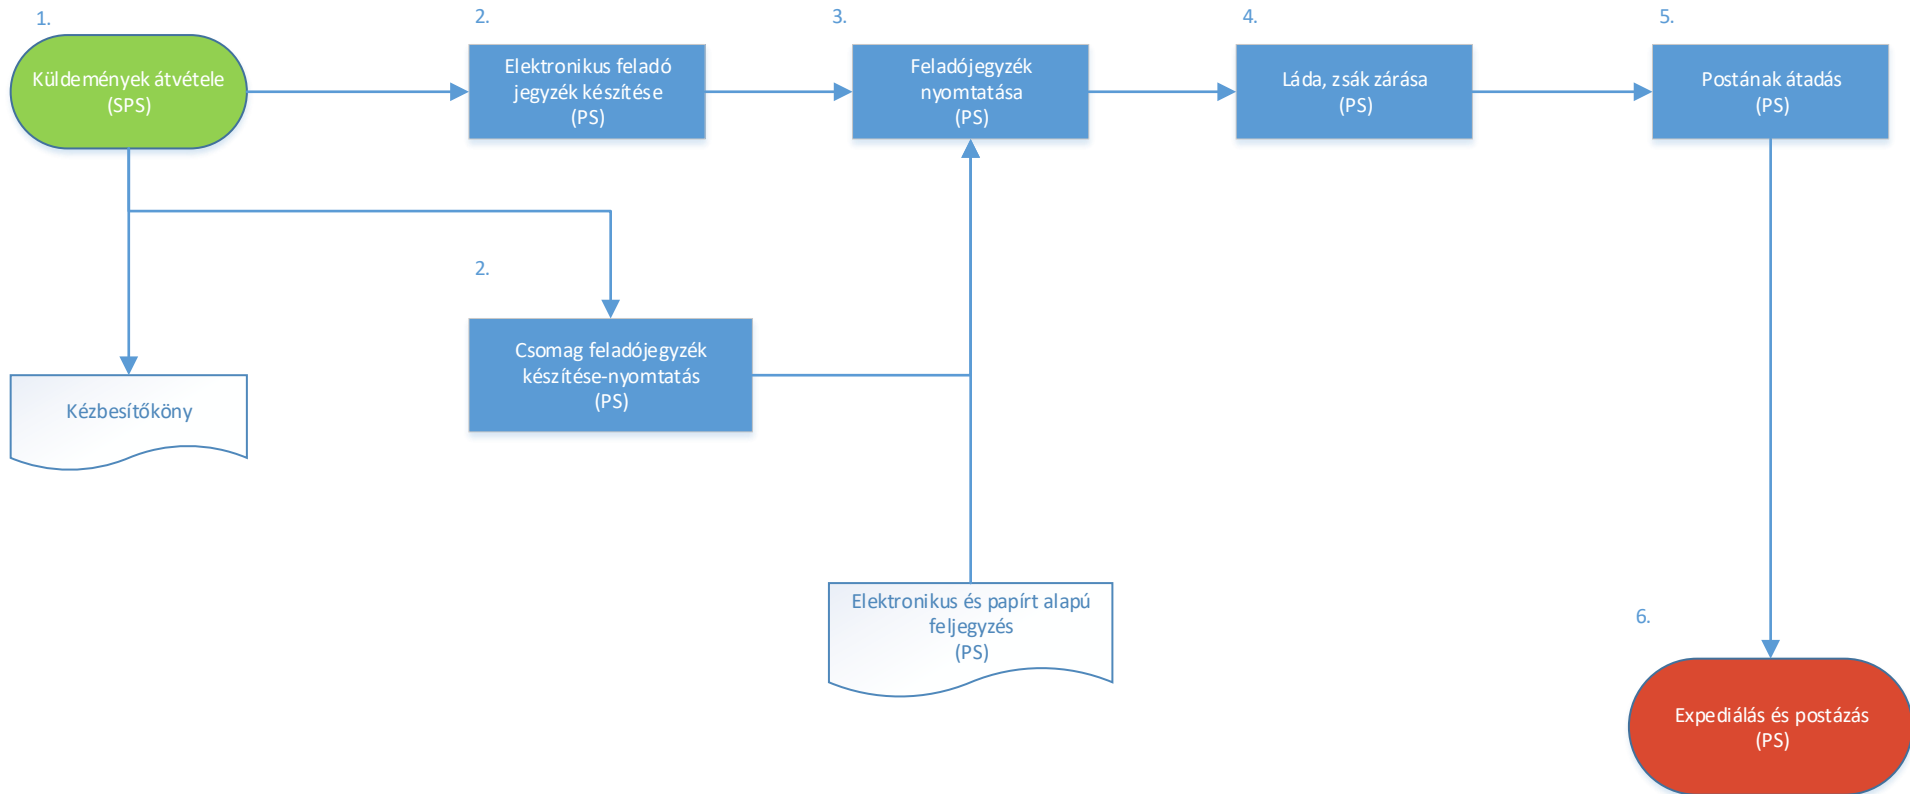 1.
Küldemények átvétele
(SPS)
2.
Elektronikus feladó
jegyzék készítése
(PS)
3.
Feladójegyzék
nyomtatása
(PS)
4.
Láda, zsák zárása
(PS)
5.
Postának átadás
(PS)
2.
Csomag feladójegyzék
készítése-nyomtatás
(PS)
Kézbesítőköny
Elektronikus és papírt alapú
feljegyzés
(PS)
6.
Expediálás és postázás
(PS)